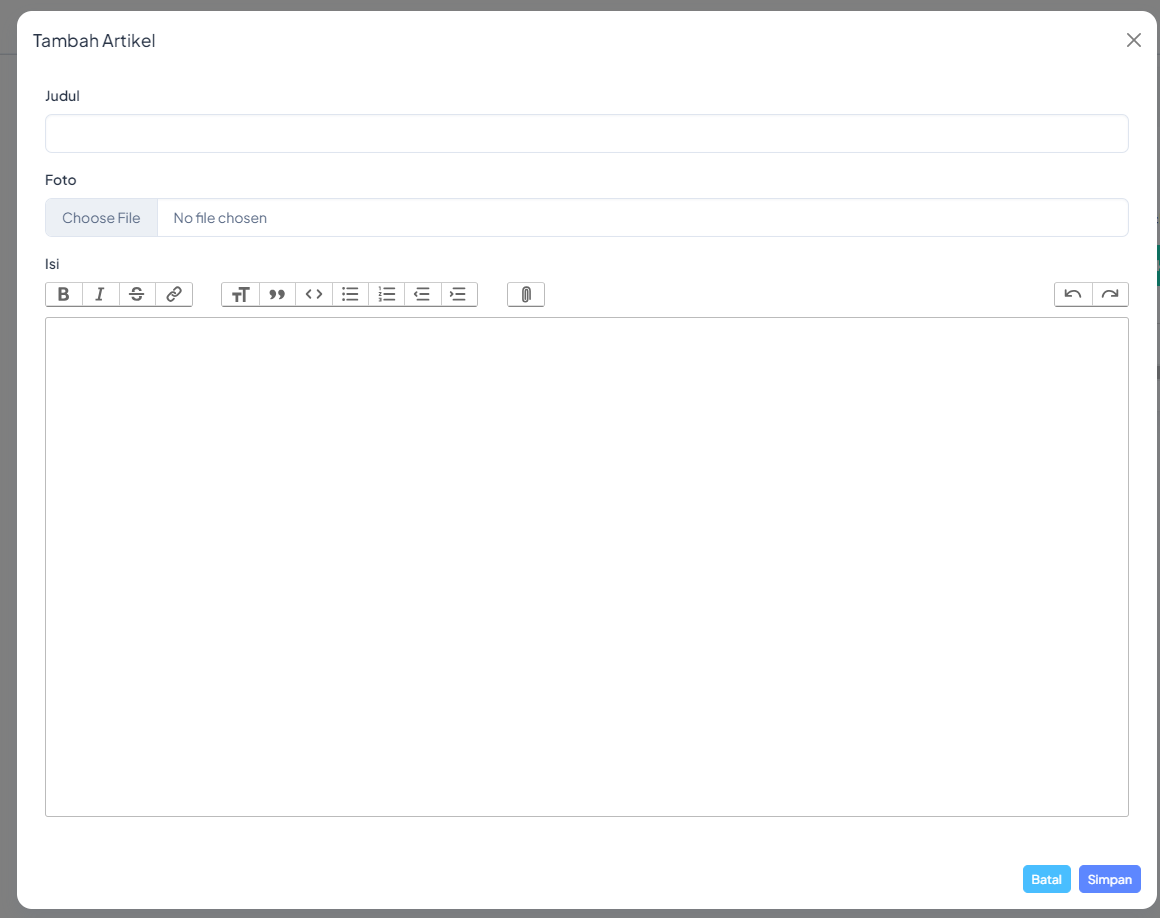 Tambah Artikel
Judul
Foto
Choose File No file chosen
Isi
Batal Simpan